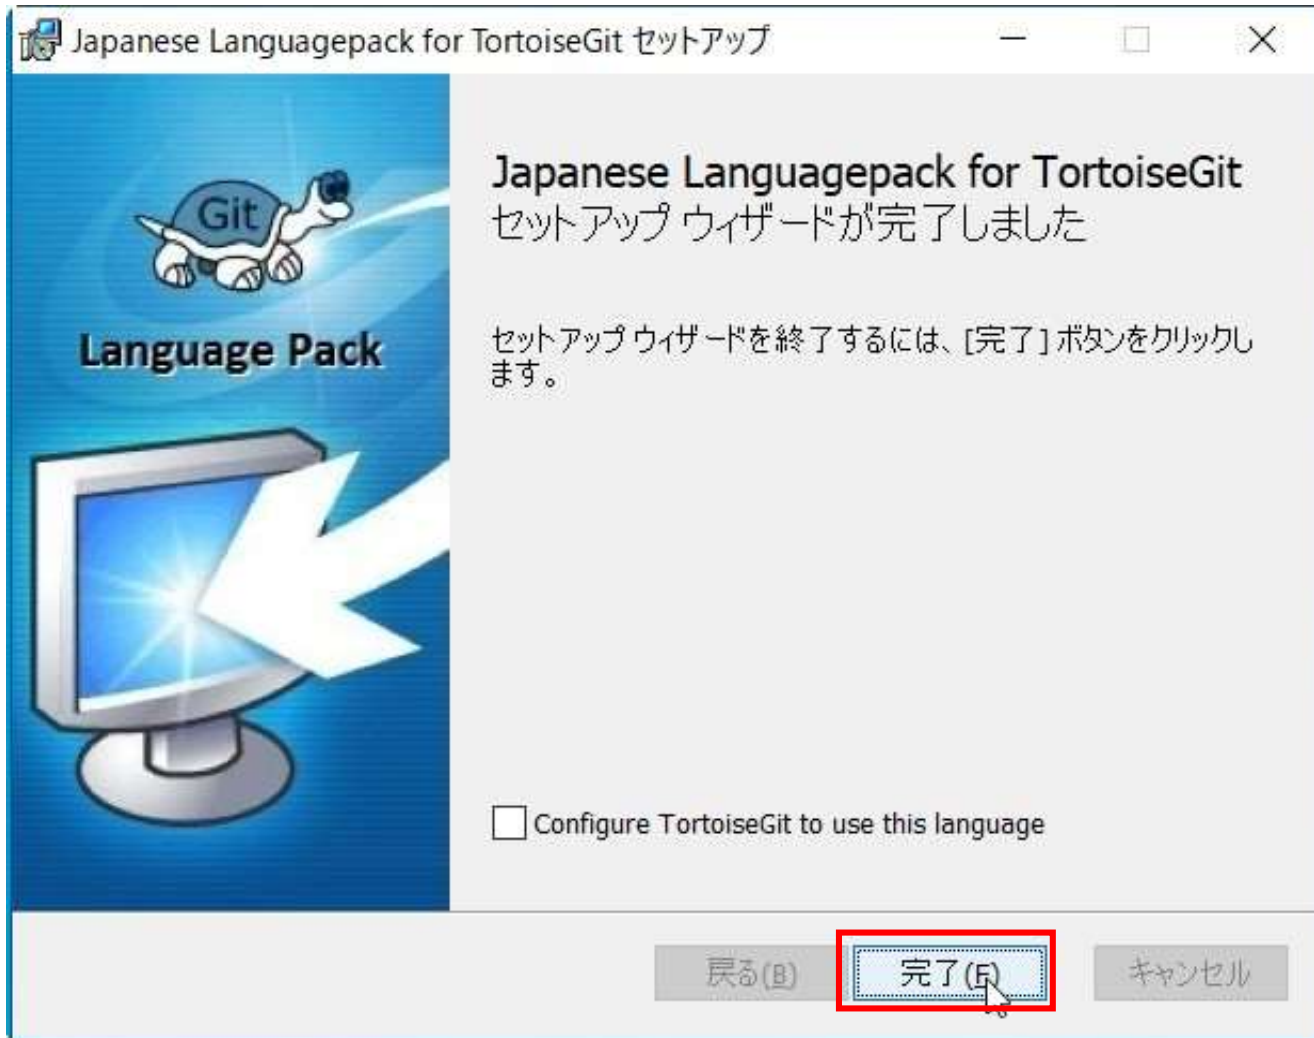 Japanese Languagepack for TortoiseGit セットアップ
Git
Language Pack
Japanese Languagepack for TortoiseGit
セットアップ ウィザードが完了しました
セットアップ ウィザードを終了するには、[完了] ボタンをクリックし
ます。
Configure TortoiseGit to use this language
戻る(B)
完了(F)
キャンセル